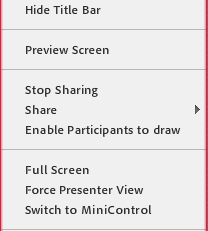 Hide Title Bar
Preview Screen
Stop Sharing
Share
Enable Participants to draw
Full Screen
Force Presenter View
Switch to MiniControl